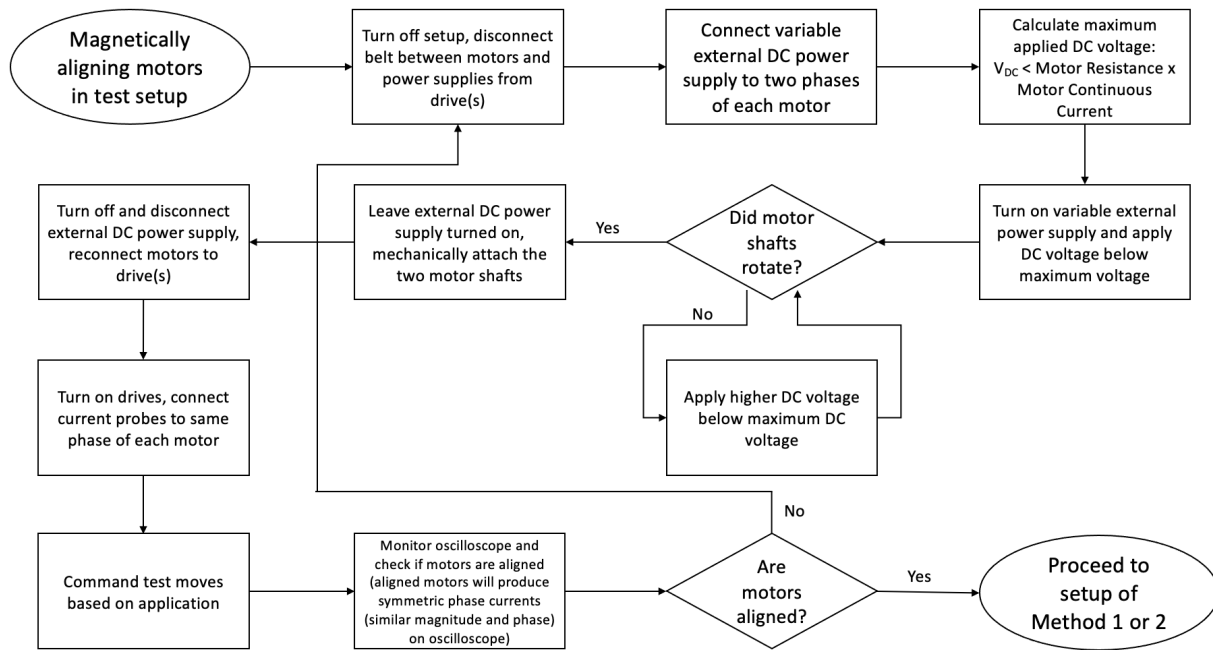 Magnetically
aligning motors
in test setup
Turn off setup, disconnect
belt between motors and
power supplies from
drive(s)
Connect variable
external DC power
supply to two phases
of each motor
Calculate maximum
applied DC voltage:
VDC < Motor Resistance x
Motor Continuous
Current
Turn on variable external
power supply and apply
DC voltage below
maximum voltage
Did motor
shafts
rotate?
Yes
No
Apply higher DC voltage
below maximum DC
voltage
Leave external DC power
supply turned on,
mechanically attach the
two motor shafts
Turn off and disconnect
external DC power supply,
reconnect motors to
drive(s)
Turn on drives, connect
current probes to same
phase of each motor
Command test moves
based on application
Monitor oscilloscope and
check if motors are aligned
(aligned motors will produce
symmetric phase currents
(similar magnitude and phase)
on oscilloscope)
Are
motors
aligned?
No
Yes
Proceed to
setup of
Method 1 or 2